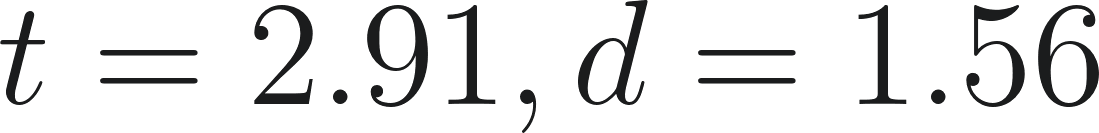 t = 2.91, d = 1.56